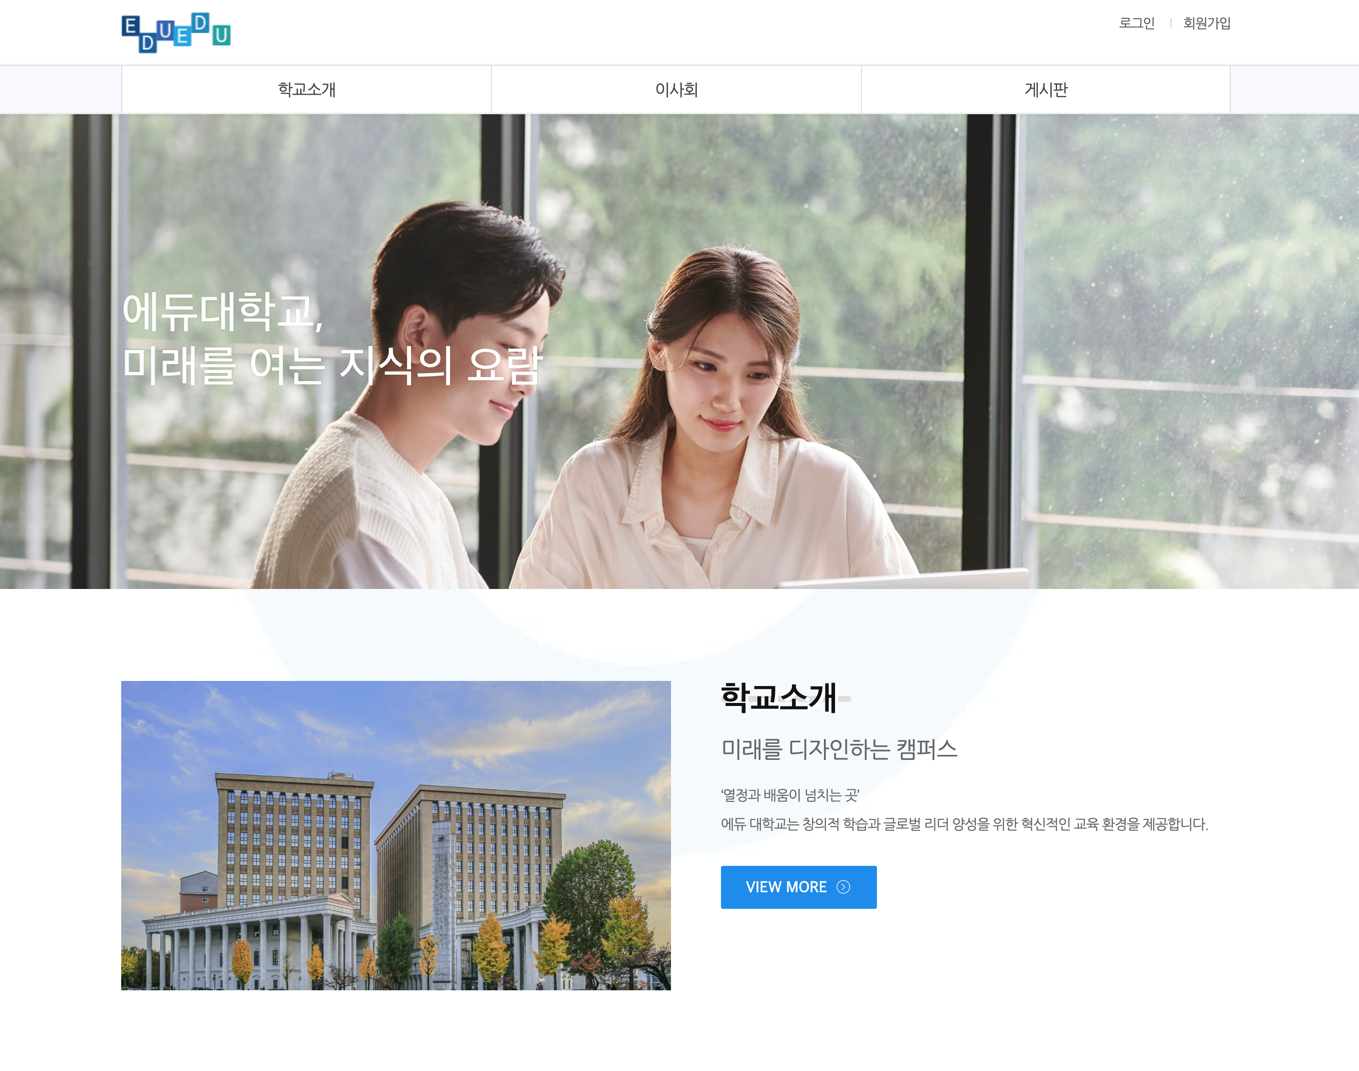 EDUEDU
로그인 | 회원가입
학교소개 이사회 게시판
에듀대학교,
미래를 여는 지식의 요람
학교소개
미래를 디자인하는 캠퍼스
‘열정과 배움이 넘치는 곳’
에듀 대학교는 창의적 학습과 글로벌 리더 양성을 위한 혁신적인 교육 환경을 제공합니다.
VIEW MORE